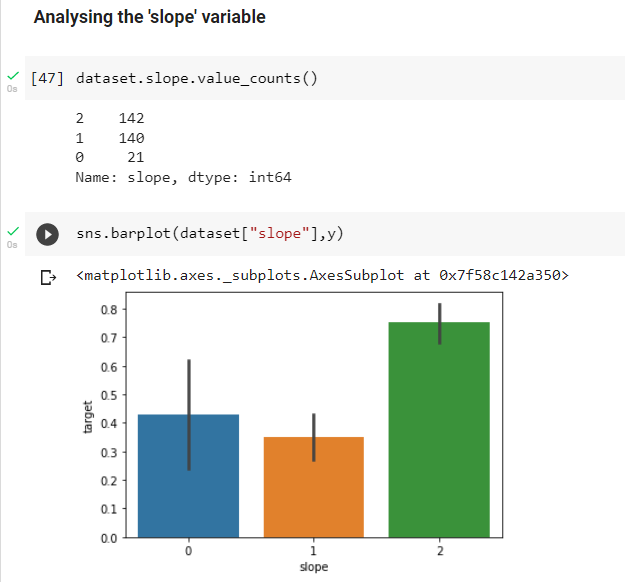 Analysing the 'slope' variable
[47] dataset.slope.value_counts()
0s
2    142
1    140
0     21
Name: slope, dtype: int64
sns.barplot(dataset["slope"],y)
0s
<matplotlib.axes._subplots.AxesSubplot at 0x7f58c142a350>
0.8
0.7
0.6
0.5
0.4
0.3
0.2
0.1
0.0
target
0 1 2
slope